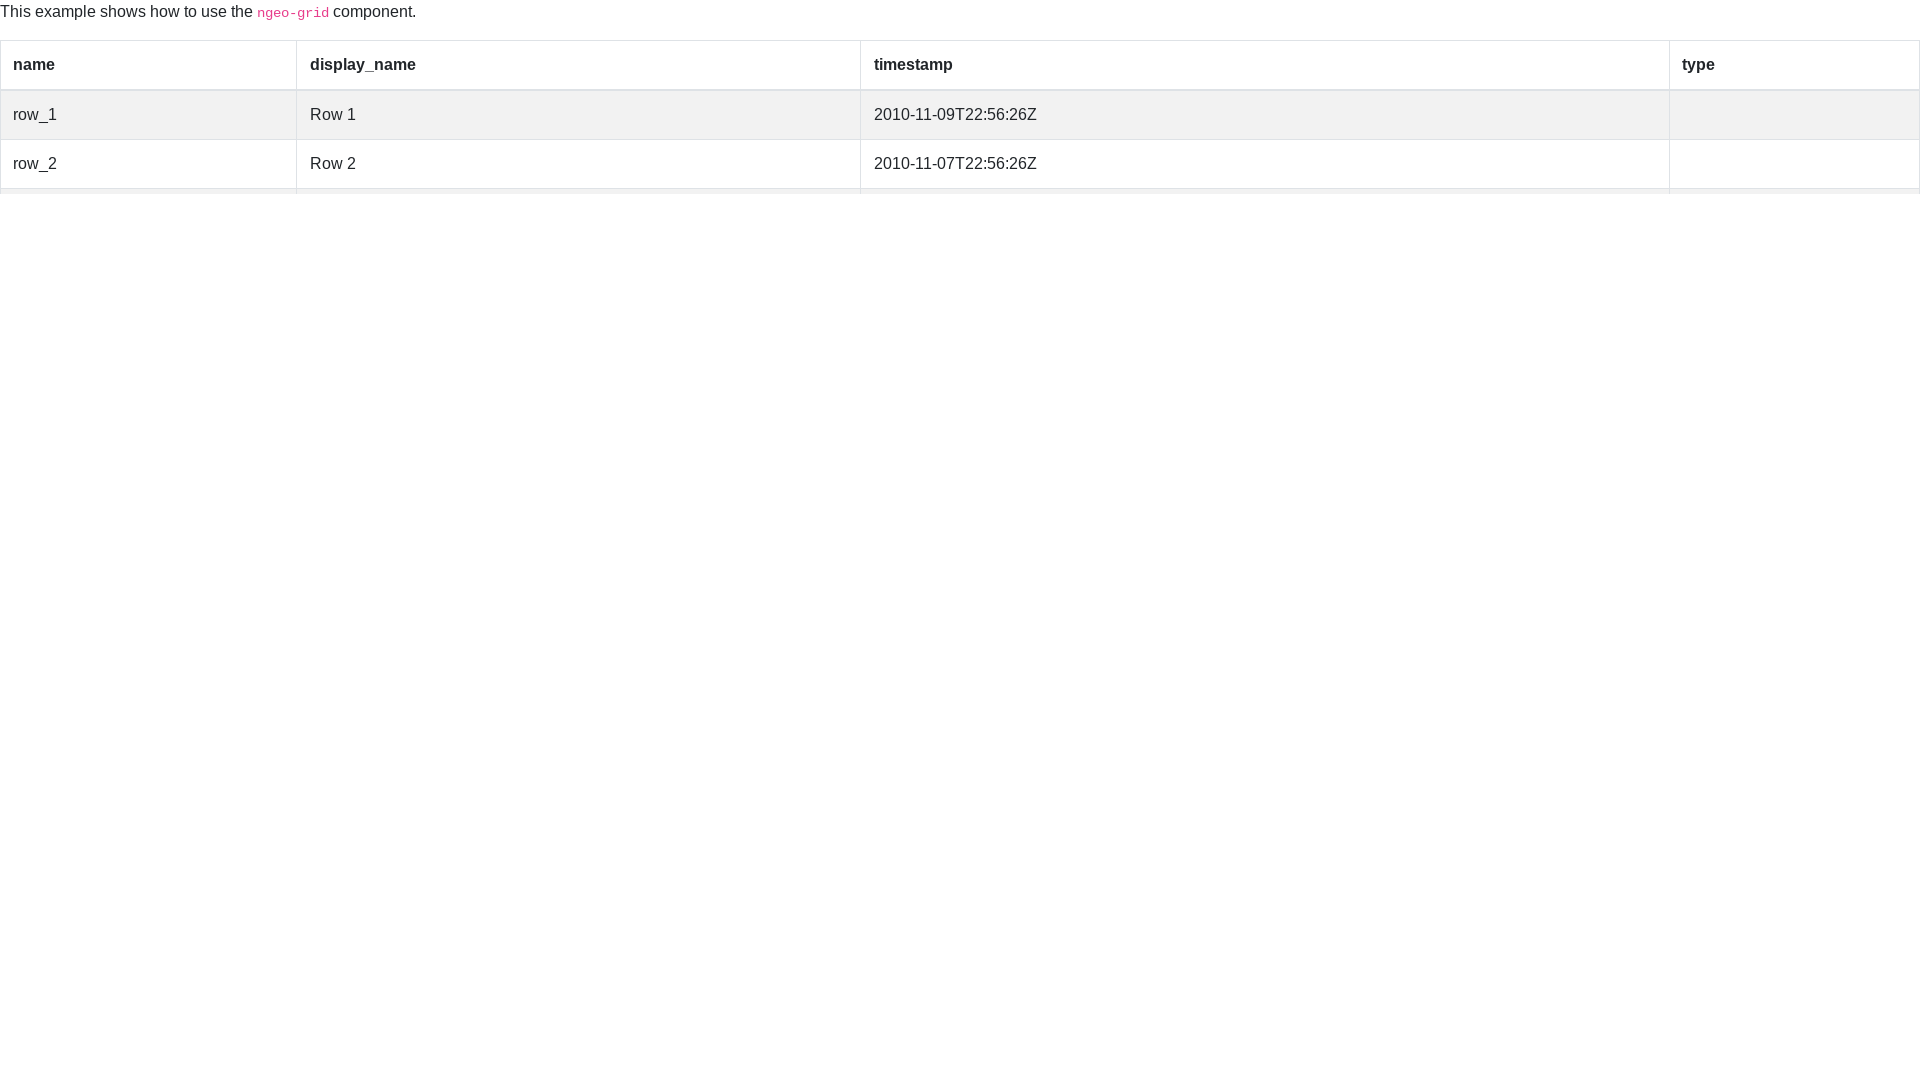 This example shows how to use the ngeo-grid component.
name display_name timestamp type
row_1 Row 1 2010-11-09T22:56:26Z
row_2 Row 2 2010-11-07T22:56:26Z